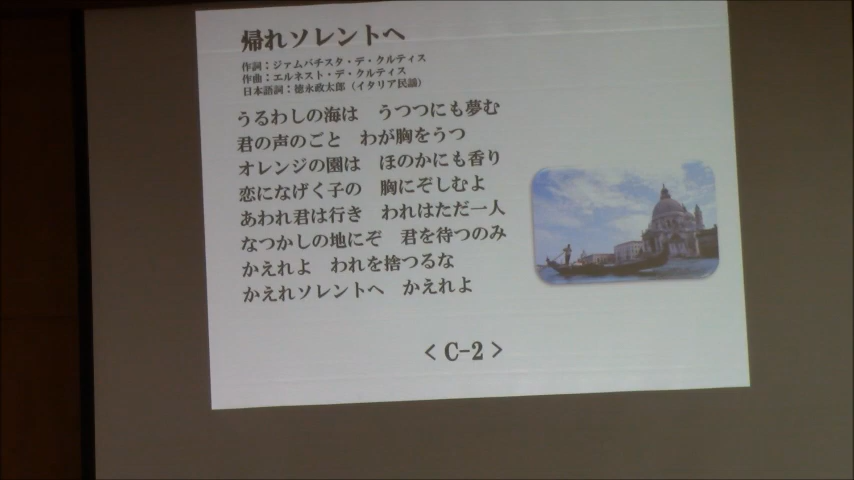 帰れソレントへ
作詞：ジァムバチスタ・デ・クルティス
作曲：エルネスト・デ・クルティス
日本語詞：徳永政太郎（イタリア民謡）
うるわしの海は　うつつにも夢む
君の声のごと　わが胸をうつ
オレンジの園は　ほのかにも香り
恋になげく子の　胸にぞしむよ
あわれ君は行き　われはただ一人
なつかしの地にぞ　君を待つのみ
かえれよ　われを捨つるな
かえれソレントへ　かえれよ
< C-2 >